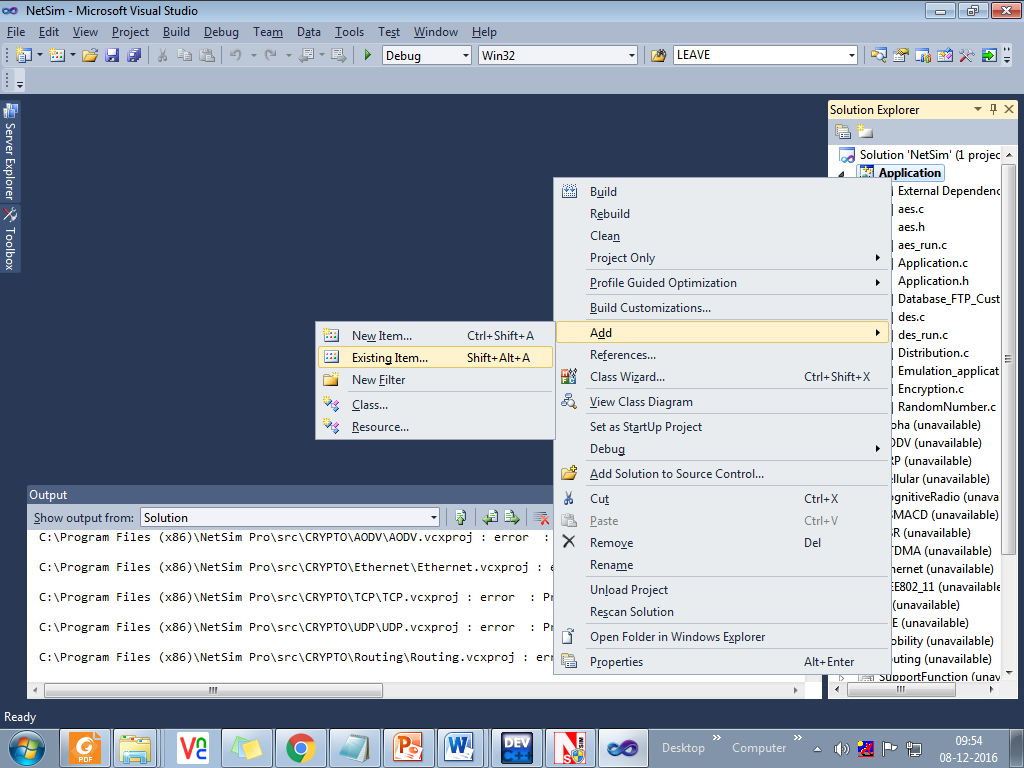 NetSim - Microsoft Visual Studio
File Edit View Project Build Debug Team Data Tools Test Window Help
Debug Win32 LEAVE
Server Explorer
Toolbox
Solution Explorer
Solution 'NetSim' (1 projec
Application
External Dependenc
aes.c
aes.h
aes_run.c
Application.c
Application.h
Database_FTP_Cust
des.c
des_run.c
Distribution.c
Emulation_applicat
Encryption.c
RandomNumber.c
oha (unavailable)
ODV (unavailable)
RP (unavailable)
llular (unavailable)
ognitiveRadio (unava
SMACD (unavailable)
SR (unavailable)
TDMA (unavailable)
hernet (unavailable)
EE802_11 (unavailable
(unavailable)
E (unavailable)
obility (unavailable)
outing (unavailable)
SupportFunction (unav
Build
Rebuild
Clean
Project Only
Profile Guided Optimization
Build Customizations...
Add
References...
Class Wizard... Ctrl+Shift+X
View Class Diagram
Set as StartUp Project
Debug
Add Solution to Source Control...
Cut Ctrl+X
Paste Ctrl+V
Remove Del
Rename
Unload Project
Rescan Solution
Open Folder in Windows Explorer
Properties Alt+Enter
New Item... Ctrl+Shift+A
Existing Item... Shift+Alt+A
New Filter
Class...
Resource...
Output
Show output from: Solution
C:\Program Files (x86)\NetSim Pro\src\CRYPTO\AODV\AODV.vcxproj : error :
C:\Program Files (x86)\NetSim Pro\src\CRYPTO\Ethernet\Ethernet.vcxproj : e
C:\Program Files (x86)\NetSim Pro\src\CRYPTO\TCP\TCP.vcxproj : error : Pr
C:\Program Files (x86)\NetSim Pro\src\CRYPTO\UDP\UDP.vcxproj : error : Pr
C:\Program Files (x86)\NetSim Pro\src\CRYPTO\Routing\Routing.vcxproj : err
Ready
PDF
DEV
C++
Desktop
Computer
09:54
08-12-2016